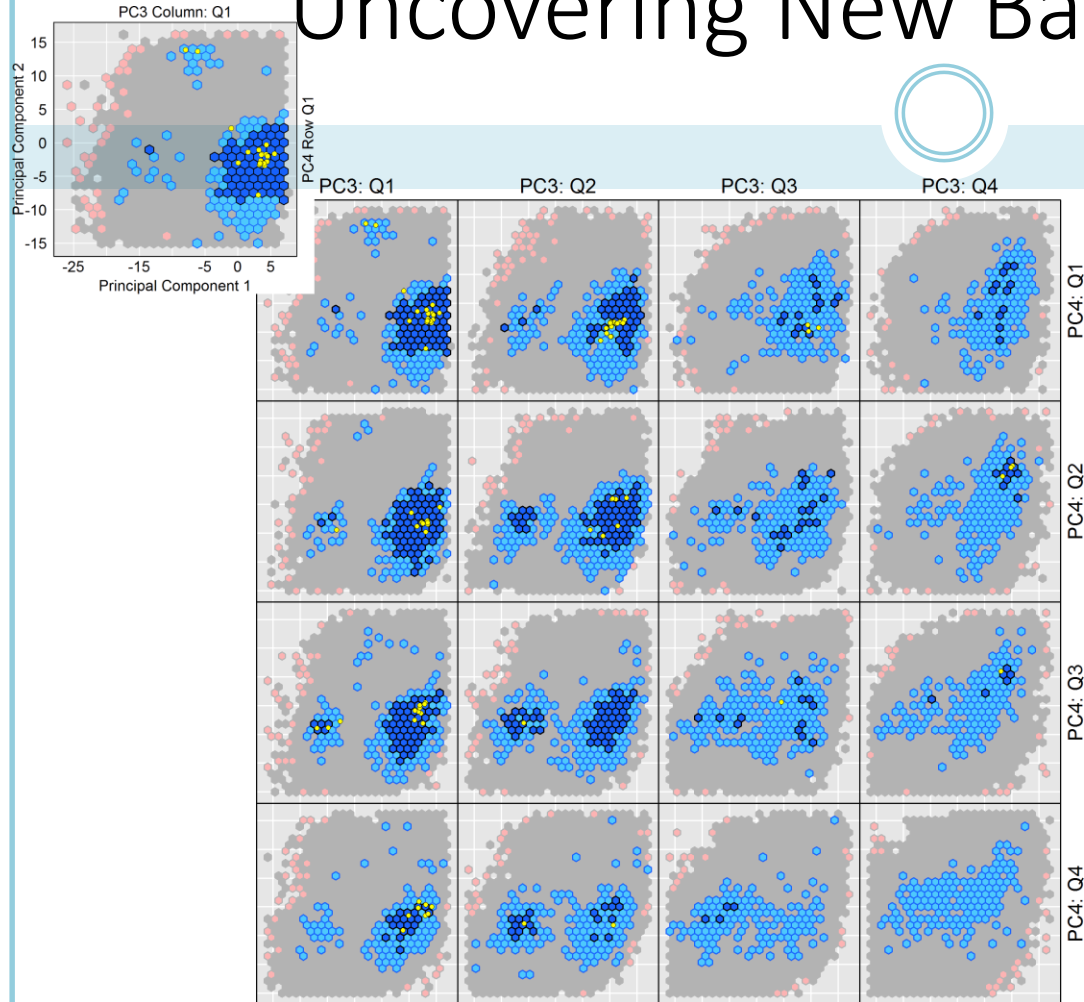 Uncovering New Ba
PC3 Column: Q1
15
10
5
0
-5
-10
-15
Principal Component 2
PC4 Row Q1
-25 -15 -5 0 5
Principal Component 1
PC3: Q1 PC3: Q2 PC3: Q3 PC3: Q4
PC4: Q1
PC4: Q2
PC4: Q3
PC4: Q4